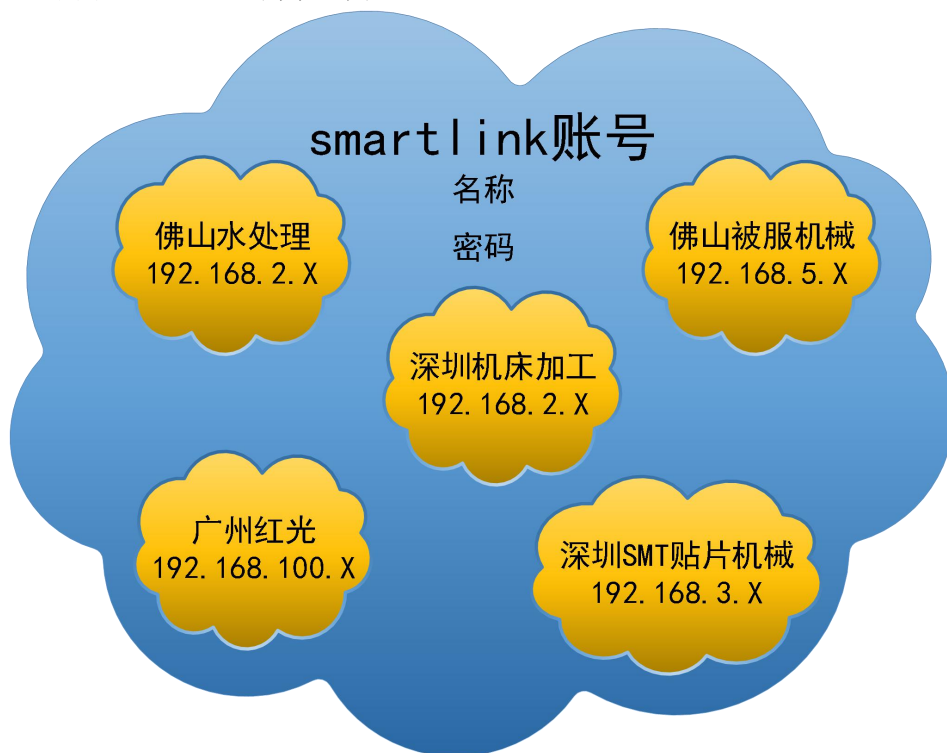 smartlink账号
名称
密码
佛山水处理
192.168.2.X
佛山被服机械
192.168.5.X
深圳机床加工
192.168.2.X
广州红光
192.168.100.X
深圳SMT贴片机械
192.168.3.X